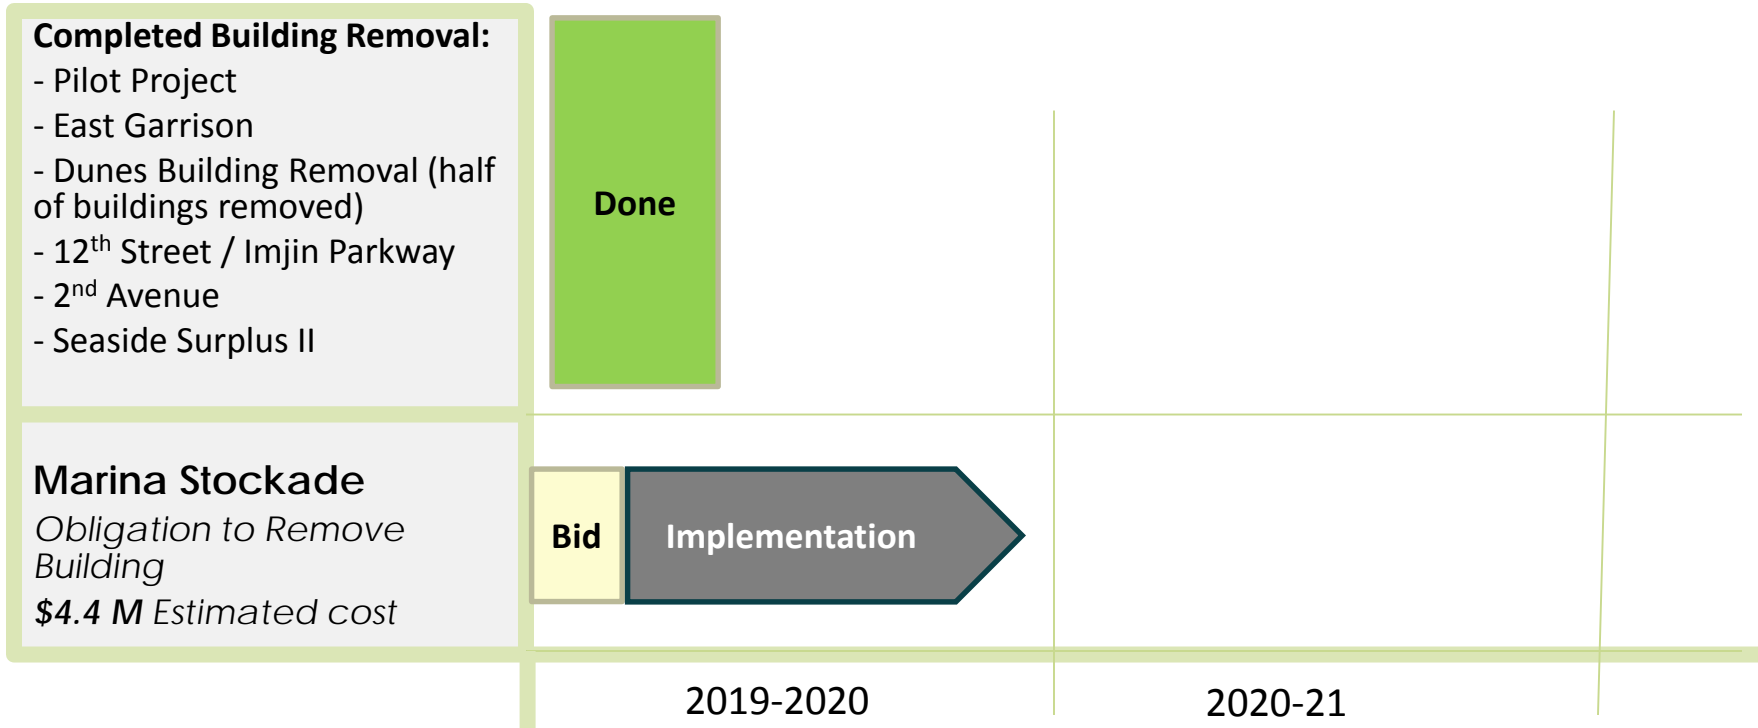 Completed Building Removal:
- Pilot Project
- East Garrison
- Dunes Building Removal (half
of buildings removed)
- 12th Street / Imjin Parkway
- 2nd Avenue
- Seaside Surplus II
Done
Marina Stockade
Obligation to Remove
Building
$4.4 M Estimated cost
Bid
Implementation
2019-2020
2020-21